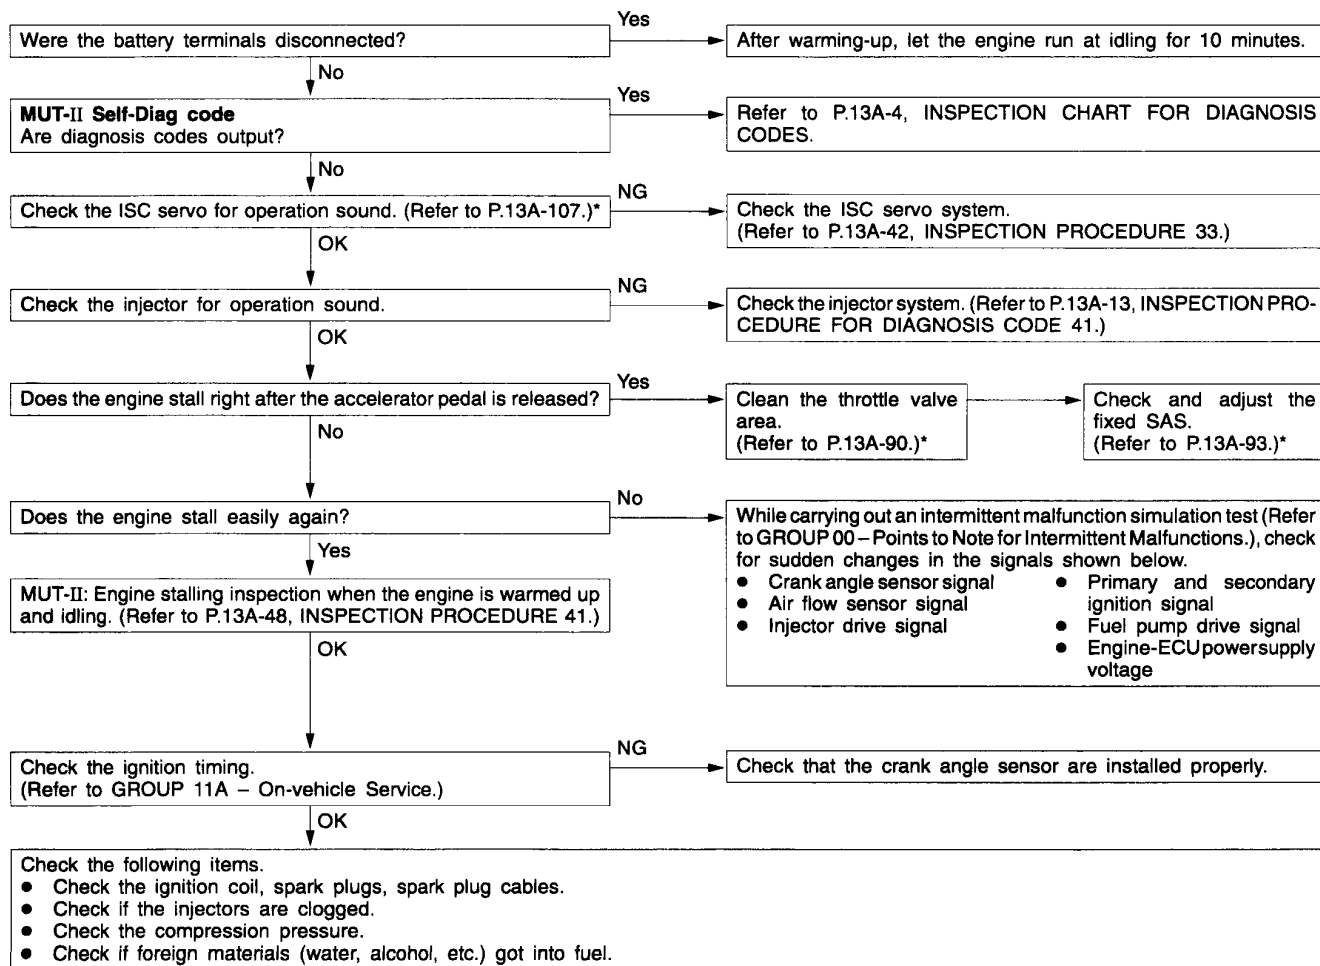 Were the battery terminals disconnected?
Yes
After warming-up, let the engine run at idling for 10 minutes.
No
MUT-II Self-Diag code
Are diagnosis codes output?
Yes
Refer to P.13A-4, INSPECTION CHART FOR DIAGNOSIS
CODES.
No
Check the ISC servo for operation sound. (Refer to P.13A-107.)*
NG
Check the ISC servo system.
(Refer to P.13A-42, INSPECTION PROCEDURE 33.)
OK
Check the injector for operation sound.
NG
Check the injector system. (Refer to P.13A-13, INSPECTION PRO-
CEDURE FOR DIAGNOSIS CODE 41.)
OK
Does the engine stall right after the accelerator pedal is released?
Yes
Clean the throttle valve
area.
(Refer to P.13A-90.)*
Check and adjust the
fixed SAS.
(Refer to P.13A-93.)*
No
Does the engine stall easily again?
No
While carrying out an intermittent malfunction simulation test (Refer
to GROUP 00 – Points to Note for Intermittent Malfunctions.), check
for sudden changes in the signals shown below.
● Crank angle sensor signal
● Air flow sensor signal
● Injector drive signal
● Primary and secondary
ignition signal
● Fuel pump drive signal
● Engine-ECU power supply
voltage
Yes
MUT-II: Engine stalling inspection when the engine is warmed up
and idling. (Refer to P.13A-48, INSPECTION PROCEDURE 41.)
OK
Check the ignition timing.
(Refer to GROUP 11A – On-vehicle Service.)
NG
Check that the crank angle sensor are installed properly.
OK
Check the following items.
● Check the ignition coil, spark plugs, spark plug cables.
● Check if the injectors are clogged.
● Check the compression pressure.
● Check if foreign materials (water, alcohol, etc.) got into fuel.